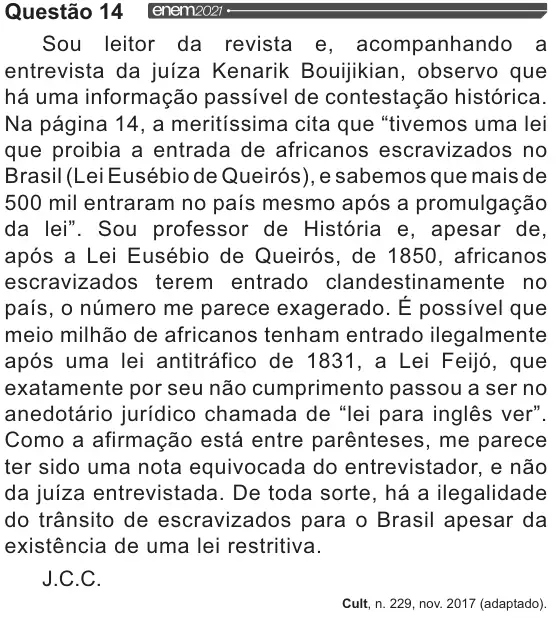 Questão 14 enem2021
Sou leitor da revista e, acompanhando a
entrevista da juíza Kenarik Bouijikian, observo que
há uma informação passível de contestação histórica.
Na página 14, a meritíssima cita que “tivemos uma lei
que proibia a entrada de africanos escravizados no
Brasil (Lei Eusébio de Queirós), e sabemos que mais de
500 mil entraram no país mesmo após a promulgação
da lei”. Sou professor de História e, apesar de,
após a Lei Eusébio de Queirós, de 1850, africanos
escravizados terem entrado clandestinamente no
país, o número me parece exagerado. É possível que
meio milhão de africanos tenham entrado ilegalmente
após uma lei antitráfico de 1831, a Lei Feijó, que
exatamente por seu não cumprimento passou a ser no
anedotário jurídico chamada de “lei para inglês ver”.
Como a afirmação está entre parênteses, me parece
ter sido uma nota equivocada do entrevistador, e não
da juíza entrevistada. De toda sorte, há a ilegalidade
do trânsito de escravizados para o Brasil apesar da
existência de uma lei restritiva.
J.C.C.
Cult, n. 229, nov. 2017 (adaptado).